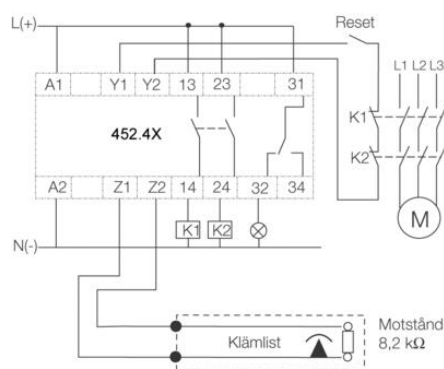 L(+)
Reset
A1 Y1 Y2 13 23 31
L1 L2 L3
K1
452.4X
K2
A2 Z1 Z2 14 24 32 34
K1 K2
M
N(-)
Klämlist
Motstånd
8,2 kΩ